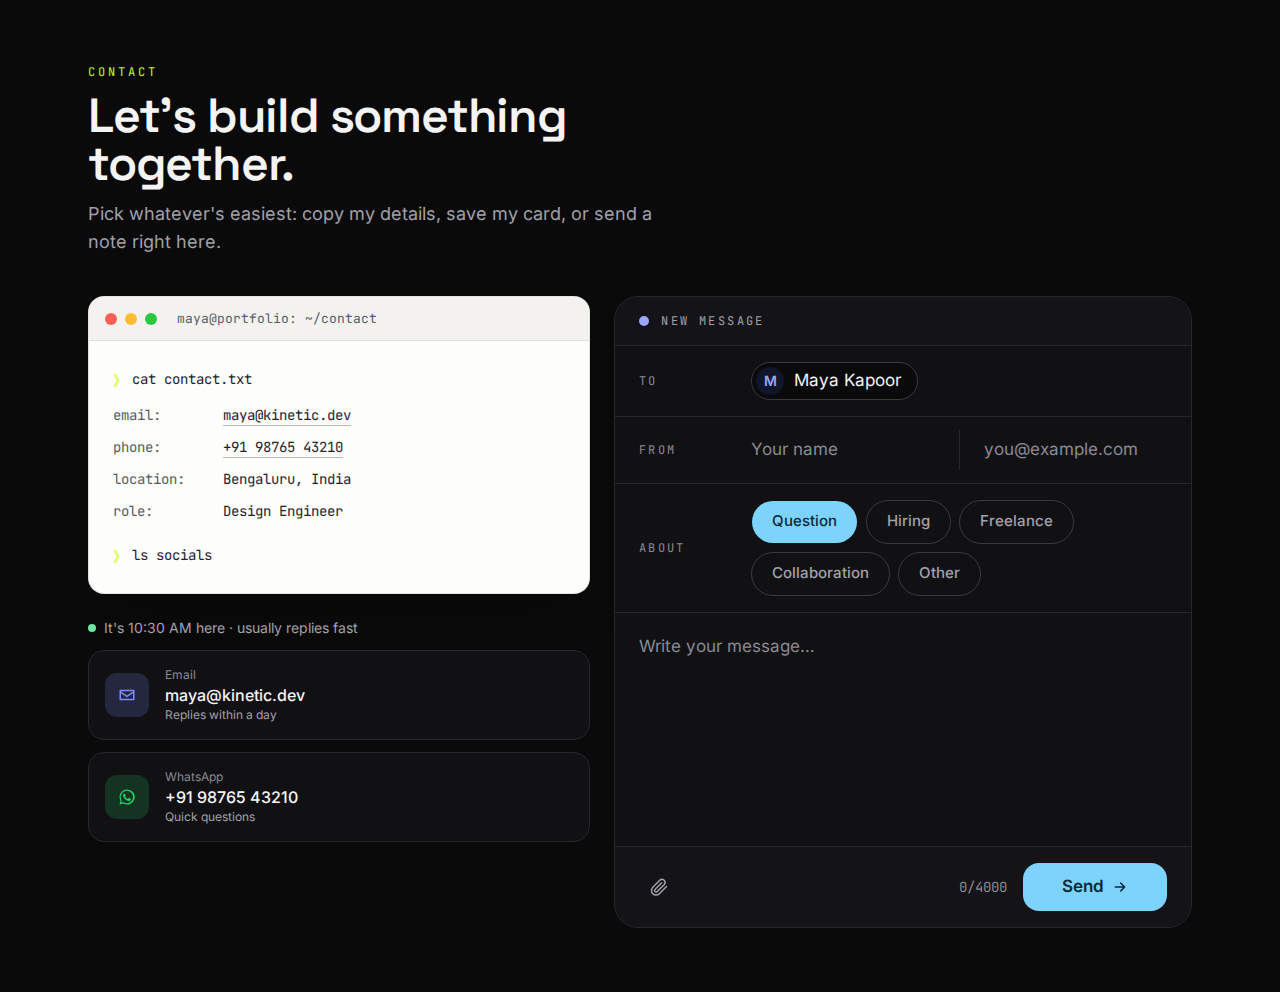 CONTACT
Let’s build something
together.
Pick whatever's easiest: copy my details, save my card, or send a
note right here.
maya@portfolio: ~/contact
❯ cat contact.txt
email: maya@kinetic.dev
phone: +91 98765 43210
location: Bengaluru, India
role: Design Engineer
❯ ls socials
It's 10:30 AM here · usually replies fast
Email
maya@kinetic.dev
Replies within a day
WhatsApp
+91 98765 43210
Quick questions
NEW MESSAGE
TO M Maya Kapoor
FROM Your name you@example.com
ABOUT
Question Hiring Freelance
Collaboration Other
Write your message...
0/4000 Send →